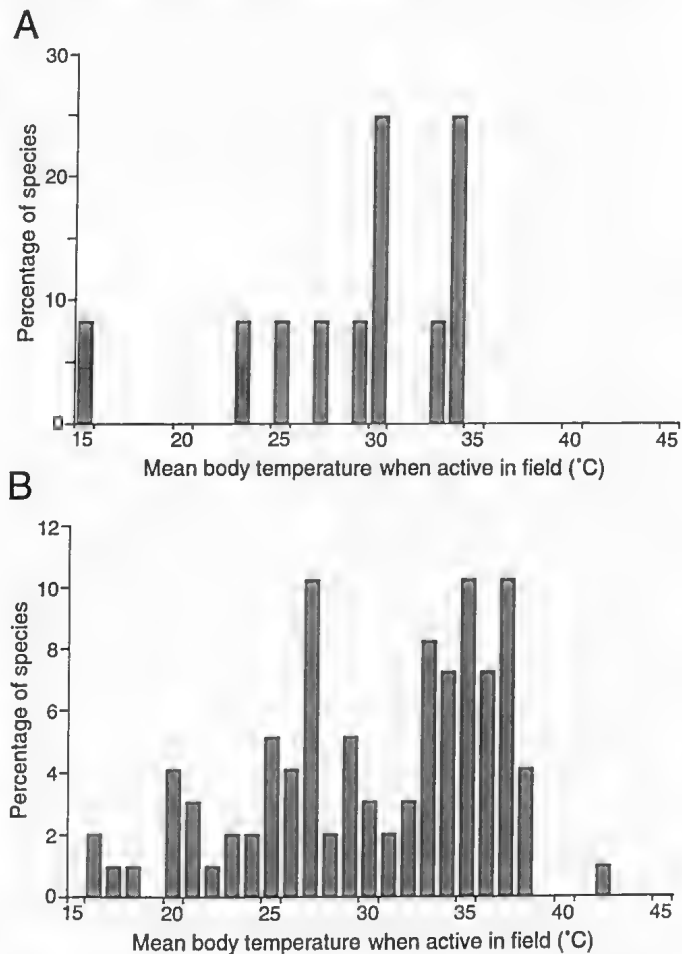 A
30
20
10
0
Percentage of species
15 20 25 30 35 40 45
Mean body temperature when active in field (°C)
B
12
10
8
6
4
2
0
Percentage of species
15 20 25 30 35 40 45
Mean body temperature when active in field (°C)